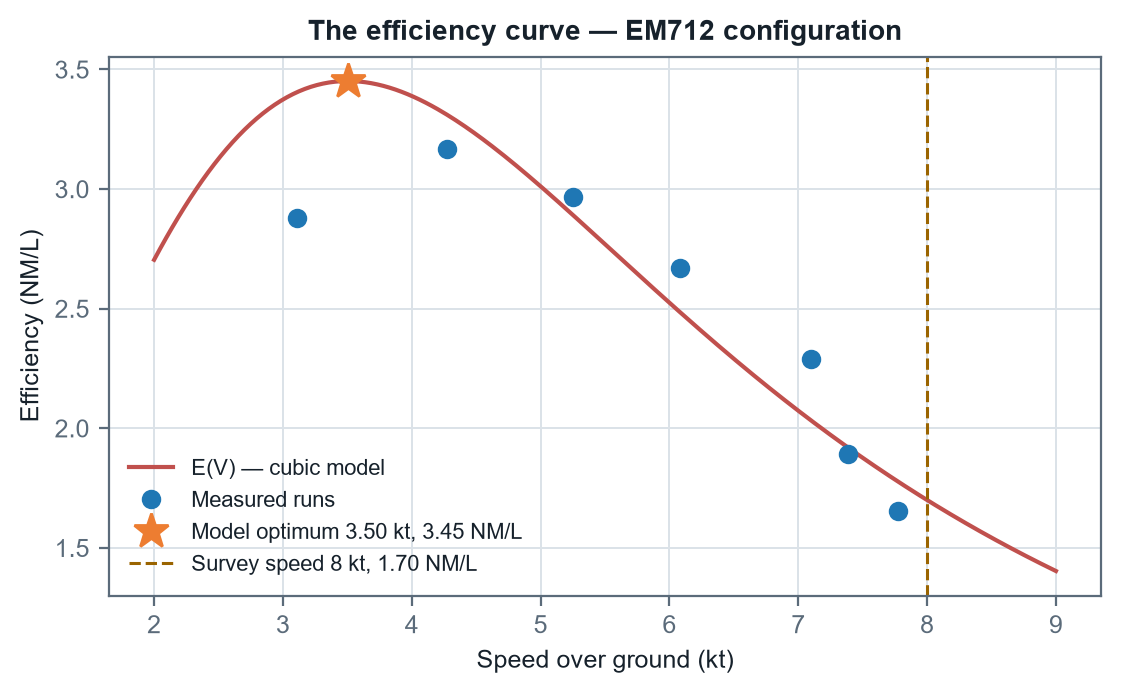 The efficiency curve — EM712 configuration
3.5
3.0
2.5
2.0
1.5
Efficiency (NM/L)
E(V) — cubic model
Measured runs
Model optimum 3.50 kt, 3.45 NM/L
Survey speed 8 kt, 1.70 NM/L
2 3 4 5 6 7 8 9
Speed over ground (kt)